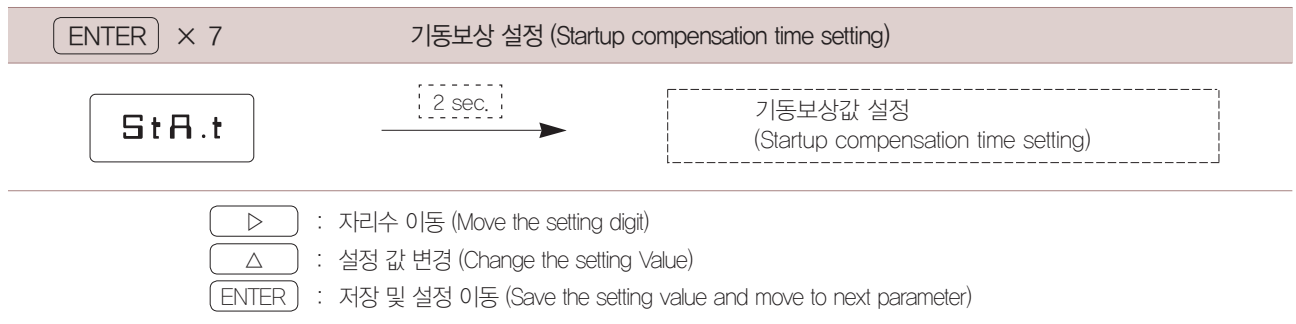 ENTER × 7 기동보상 설정 (Startup compensation time setting)
StA.t
2 sec.
기동보상값 설정
(Startup compensation time setting)
▷ : 자리수 이동 (Move the setting digit)
△ : 설정 값 변경 (Change the setting Value)
ENTER : 저장 및 설정 이동 (Save the setting value and move to next parameter)